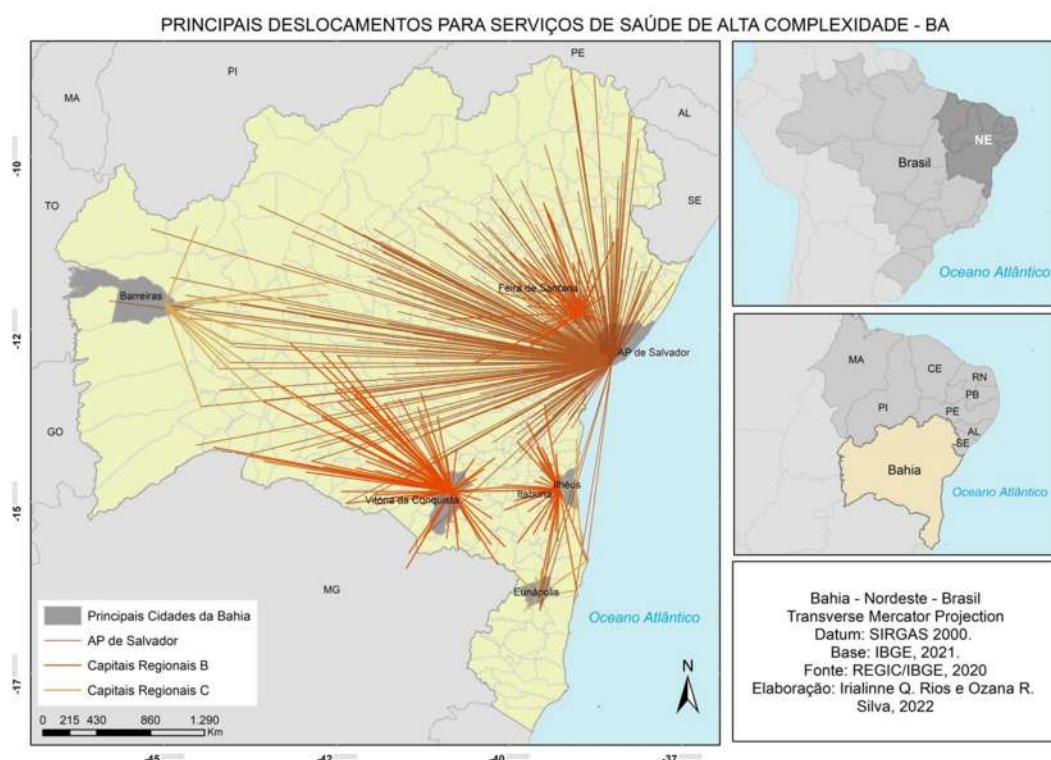 PRINCIPAIS DESLOCAMENTOS PARA SERVIÇOS DE SAÚDE DE ALTA COMPLEXIDADE - BA
PE
PI
MA
AL
-10
TO
SE
Barreiras
Feira de Santana
-12
AP de Salvador
GO
Vitória da Conquista
Ilhéus
Itabuna
-15
MG
Eunápolis
Oceano Atlântico
-17
Principais Cidades da Bahia
AP de Salvador
Capitais Regionais B
Capitais Regionais C
0 215 430 860 1.290
Km
N
-45 -42 -40 -37
NE
Brasil
Oceano Atlântico
MA
CE
RN
PB
PI
PE
AL
SE
Bahia
Oceano Atlântico
Bahia - Nordeste - Brasil
Transverse Mercator Projection
Datum: SIRGAS 2000.
Base: IBGE, 2021.
Fonte: REGIC/IBGE, 2020
Elaboração: Irialinne Q. Rios e Ozana R.
Silva, 2022